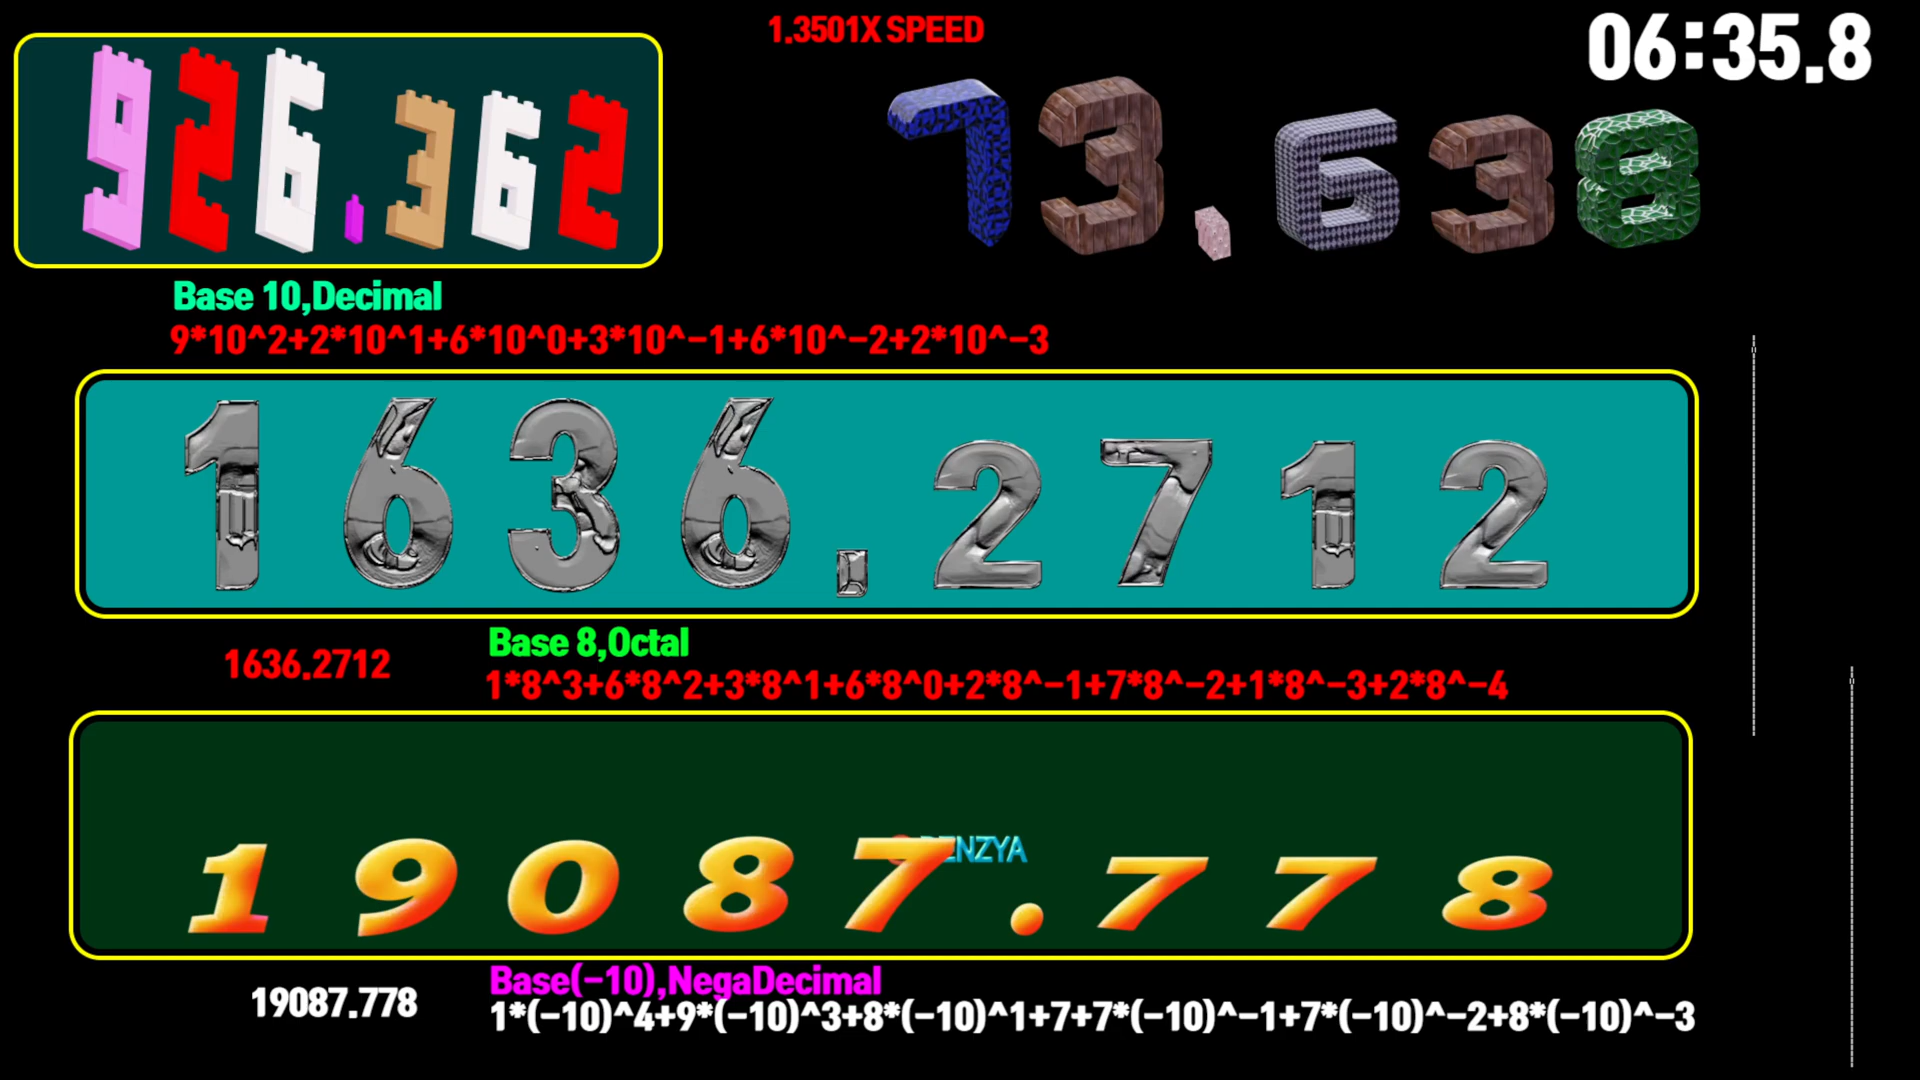 1.3501X SPEED
06:35.8
926.362
73.638
Base 10,Decimal
9*10^2+2*10^1+6*10^0+3*10^-1+6*10^-2+2*10^-3
1636.2712
Base 8,Octal
1636.2712
1*8^3+6*8^2+3*8^1+6*8^0+2*8^-1+7*8^-2+1*8^-3+2*8^-4
19087.778
Base(-10),NegaDecimal
19087.778
1*(-10)^4+9*(-10)^3+8*(-10)^1+7+7*(-10)^-1+7*(-10)^-2+8*(-10)^-3